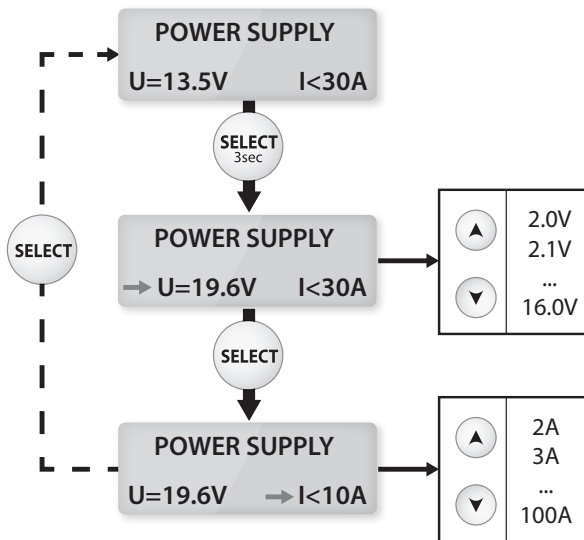 POWER SUPPLY
U=13.5V I<30A
SELECT
3sec
POWER SUPPLY
U=19.6V I<30A
2.0V
2.1V
...
16.0V
SELECT
SELECT
POWER SUPPLY
U=19.6V I<10A
2A
3A
...
100A